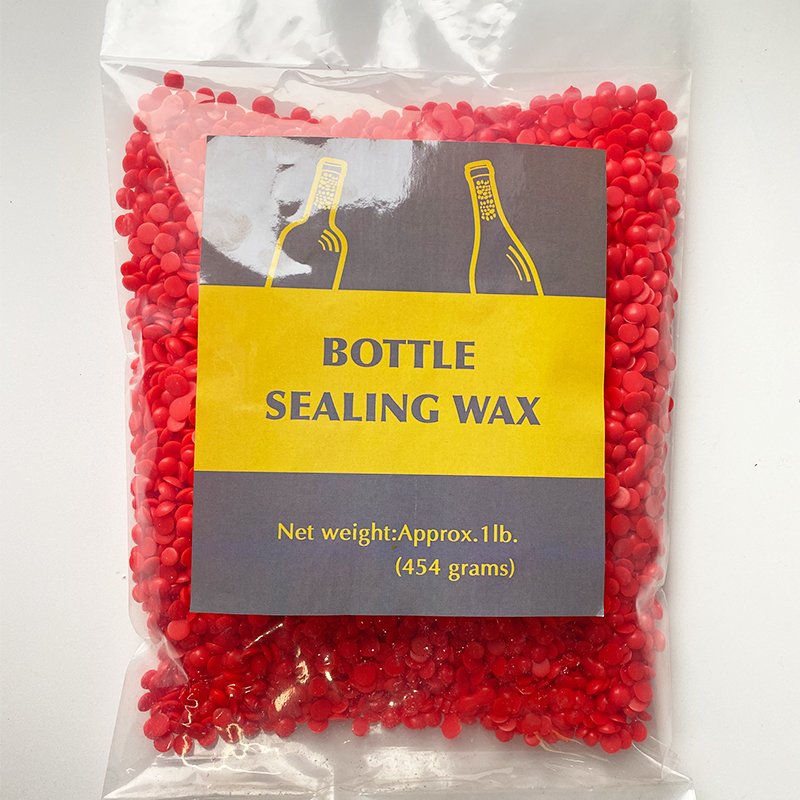 BOTTLE
SEALING WAX
Net weight:Approx.1lb.
(454 grams)